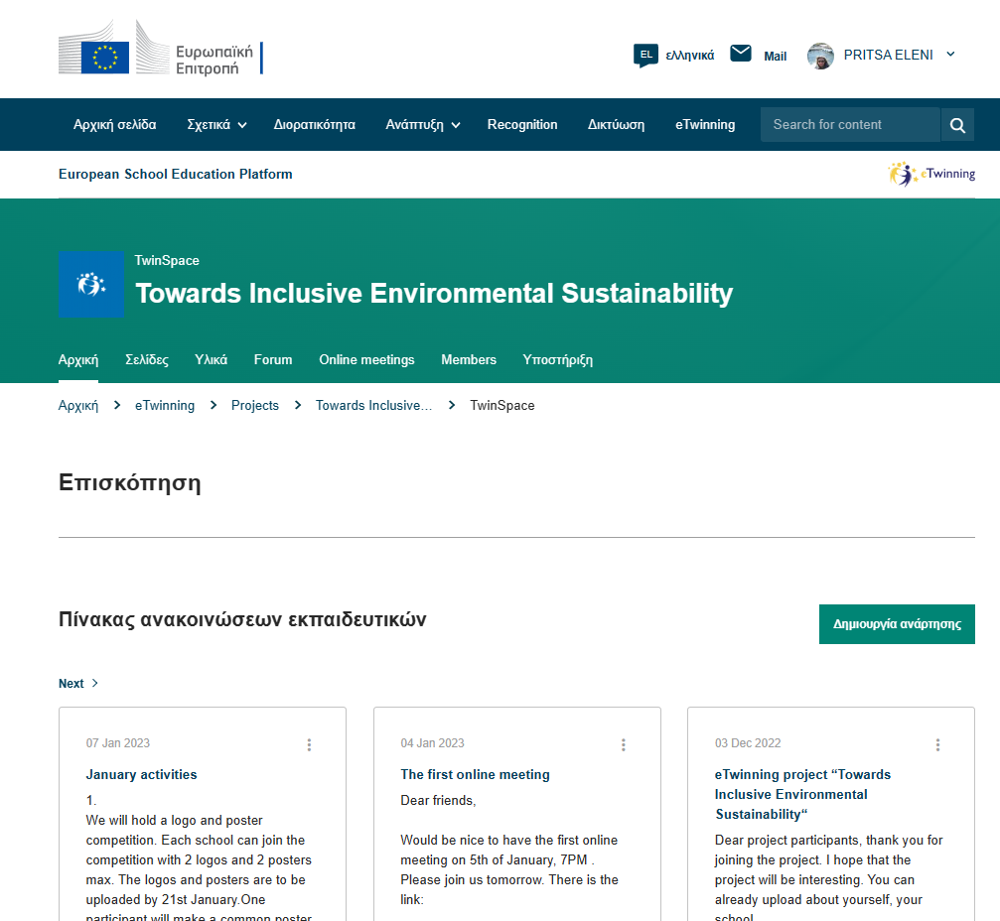 Ευρωπαϊκή
Επιτροπή
EL ελληνικά Mail PRITSA ELENI
Αρχική σελίδα Σχετικά Διορατικότητα Ανάπτυξη Recognition Δικτύωση eTwinning Search for content
European School Education Platform eTwinning
TwinSpace
Towards Inclusive Environmental Sustainability
Αρχική Σελίδες Υλικά Forum Online meetings Members Υποστήριξη
Αρχική > eTwinning > Projects > Towards Inclusive... > TwinSpace
Επισκόπηση
Πίνακας ανακοινώσεων εκπαιδευτικών
Δημιουργία ανάρτησης
Next >
07 Jan 2023
January activities
1.
We will hold a logo and poster
competition. Each school can join the
competition with 2 logos and 2 posters
max. The logos and posters are to be
uploaded by 21st January.One
participant will make a common poster
04 Jan 2023
The first online meeting
Dear friends,
Would be nice to have the first online
meeting on 5th of January, 7PM .
Please join us tomorrow. There is the
link:
03 Dec 2022
eTwinning project “Towards
Inclusive Environmental
Sustainability“
Dear project participants, thank you for
joining the project. I hope that the
project will be interesting. You can
already upload about yourself, your
school